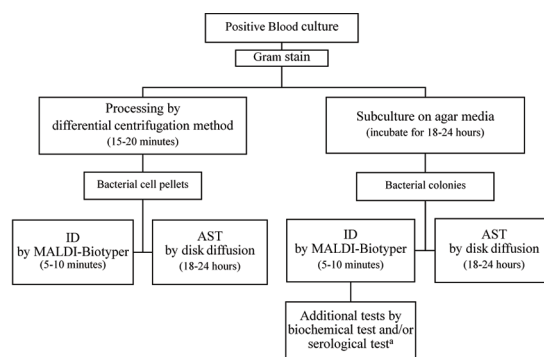 Positive Blood culture
Gram stain
Processing by
differential centrifugation method
(15-20 minutes)
Subculture on agar media
(incubate for 18-24 hours)
Bacterial cell pellets
Bacterial colonies
ID
by MALDI-Biotyper
(5-10 minutes)
AST
by disk diffusion
(18-24 hours)
ID
by MALDI-Biotyper
(5-10 minutes)
AST
by disk diffusion
(18-24 hours)
Additional tests by
biochemical test and/or
serological testᵃ